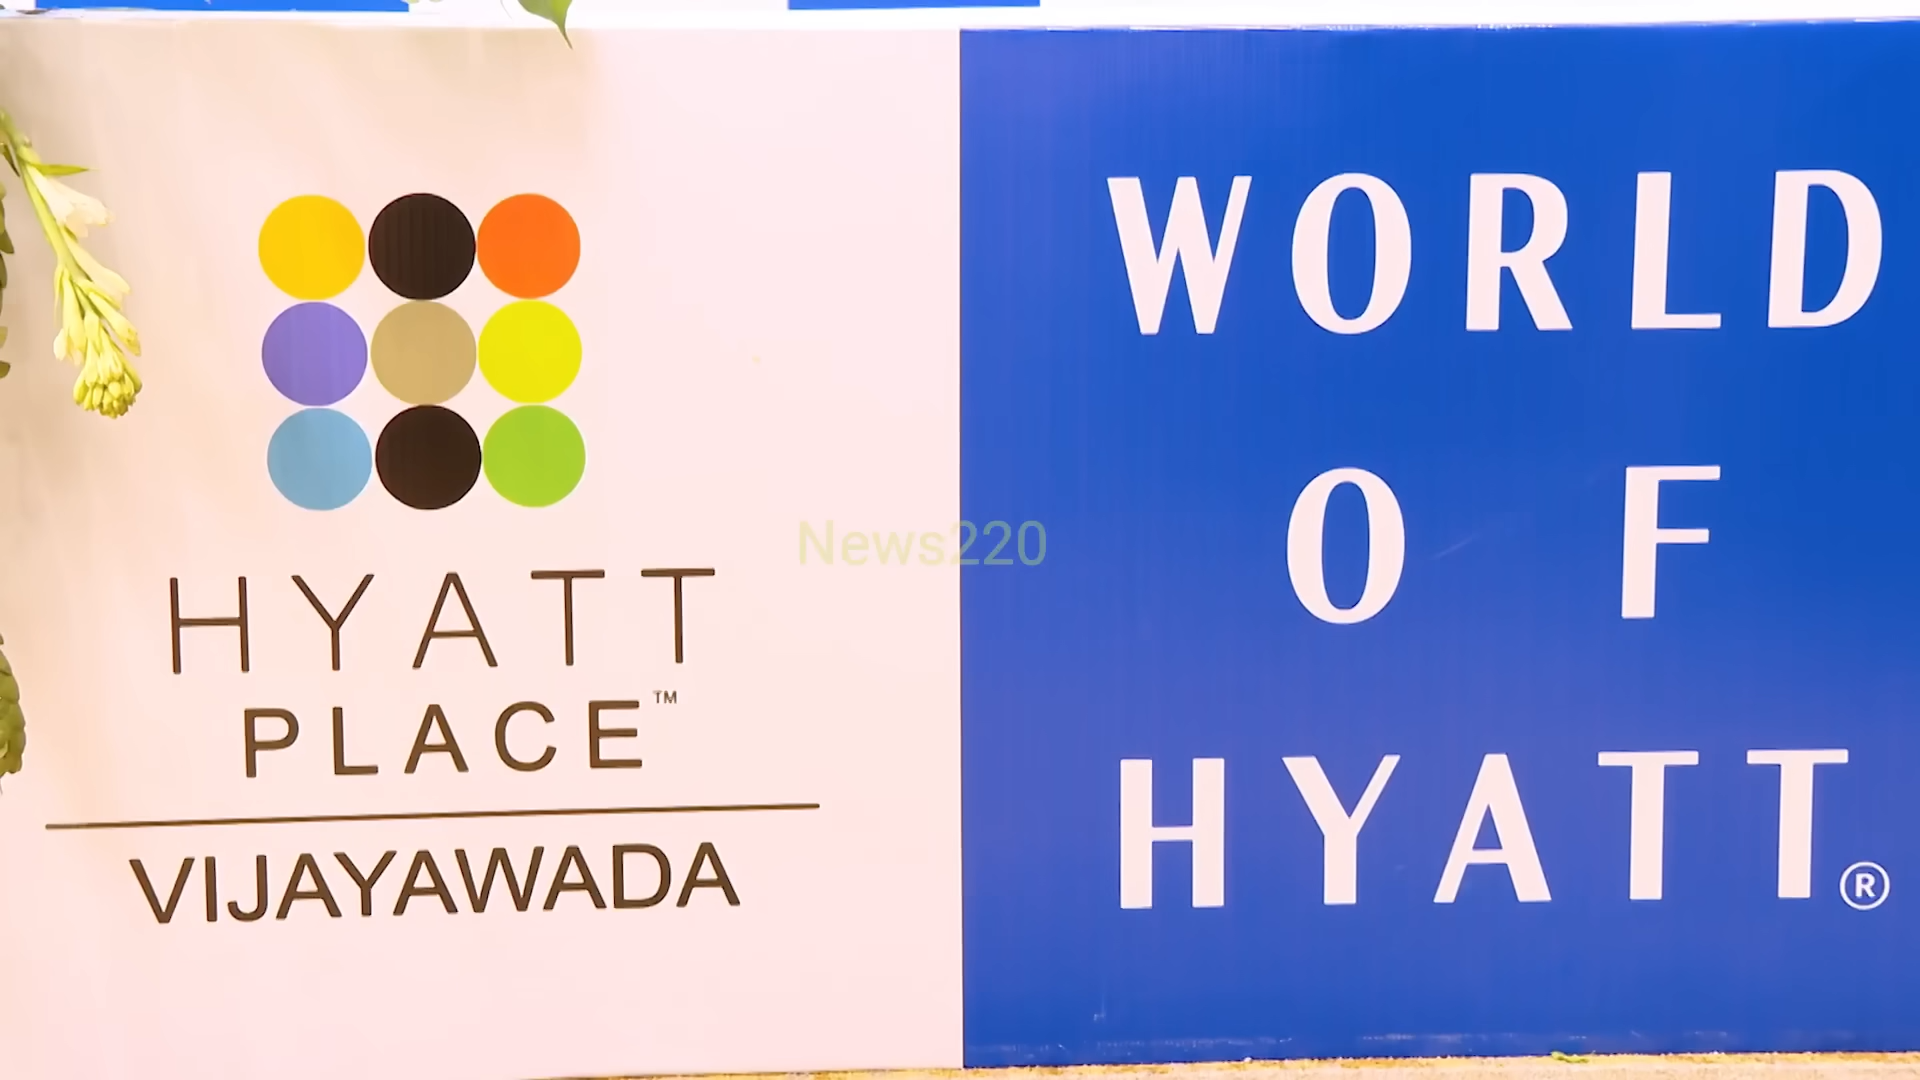 HYATT
PLACE™
VIJAYAWADA
WORLD
OF
HYATT®
News220